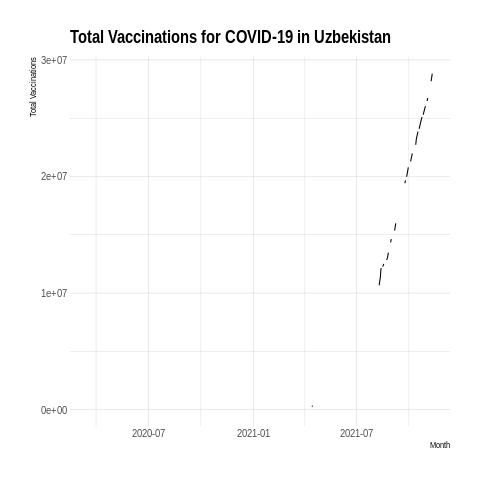 Total Vaccinations for COVID-19 in Uzbekistan
Total Vaccinations
3e+07
2e+07
1e+07
0e+00
2020-07 2021-01 2021-07
Month